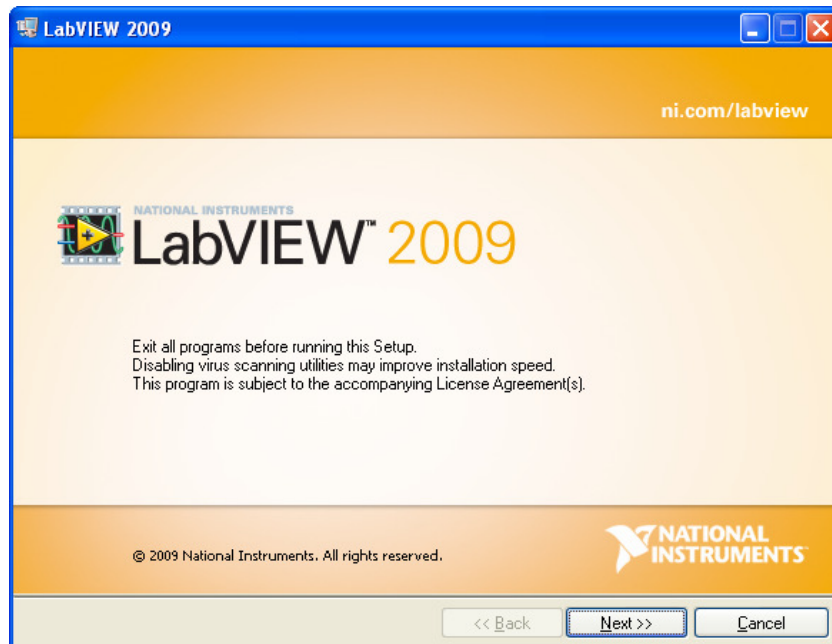 LabVIEW 2009
ni.com/labview
NATIONAL INSTRUMENTS
LabVIEW™ 2009
Exit all programs before running this Setup.
Disabling virus scanning utilities may improve installation speed.
This program is subject to the accompanying License Agreement(s).
© 2009 National Instruments. All rights reserved.
NATIONAL
INSTRUMENTS
<< Back Next >> Cancel